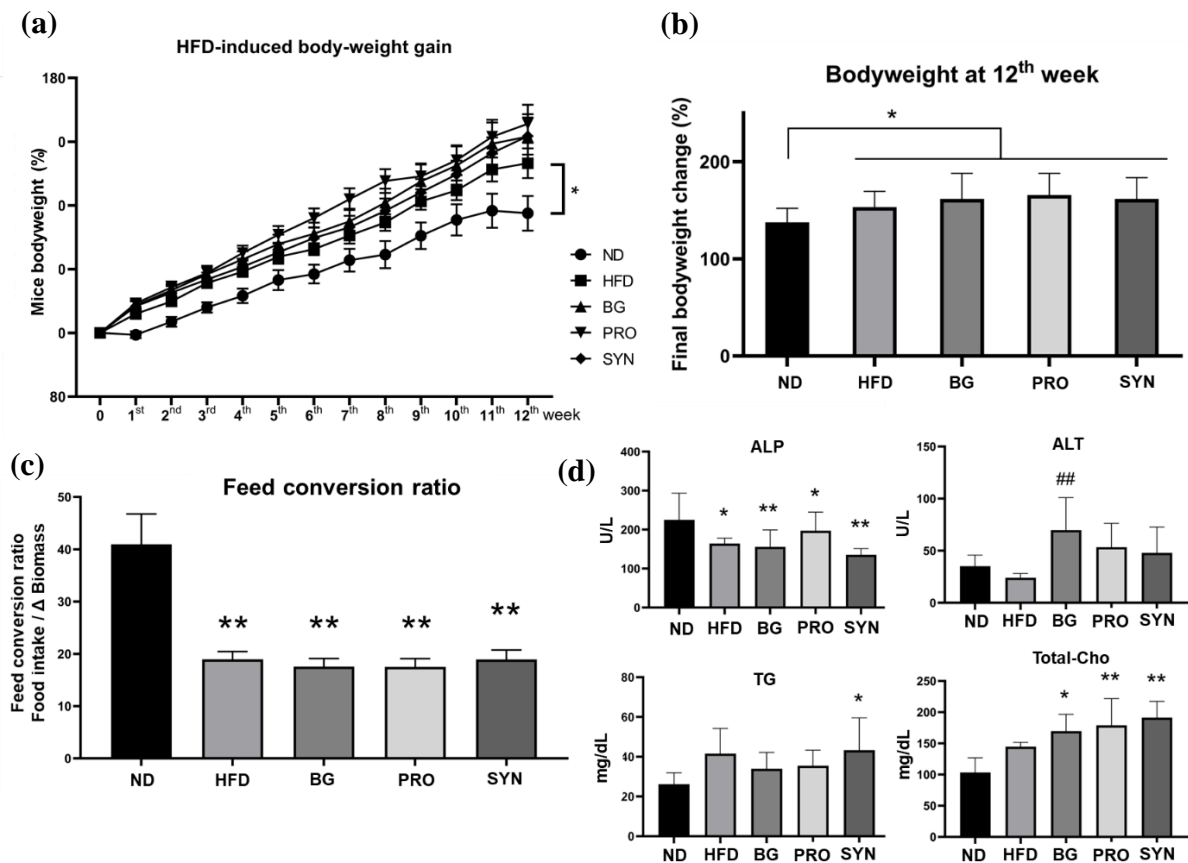 (a)
HFD-induced body-weight gain
Mice bodyweight (%)
180
0
0
0
0
80
0 1st 2nd 3rd 4th 5th 6th 7th 8th 9th 10th 11th 12th week
*
ND
HFD
BG
PRO
SYN
(b)
Bodyweight at 12th week
Final bodyweight change (%)
200
150
0
*
ND HFD BG PRO SYN
(c)
Feed conversion ratio
Feed conversion ratio
Food intake / Δ Biomass
50
40
30
20
10
0
** ** ** **
ND HFD BG PRO SYN
(d)
ALP
U/L
400
300
200
100
0
* ** * **
ND HFD BG PRO SYN
ALT
U/L
150
100
50
0
##
ND HFD BG PRO SYN
TG
mg/dL
80
60
40
20
0
*
ND HFD BG PRO SYN
Total-Cho
mg/dL
250
200
150
100
50
0
* ** **
ND HFD BG PRO SYN